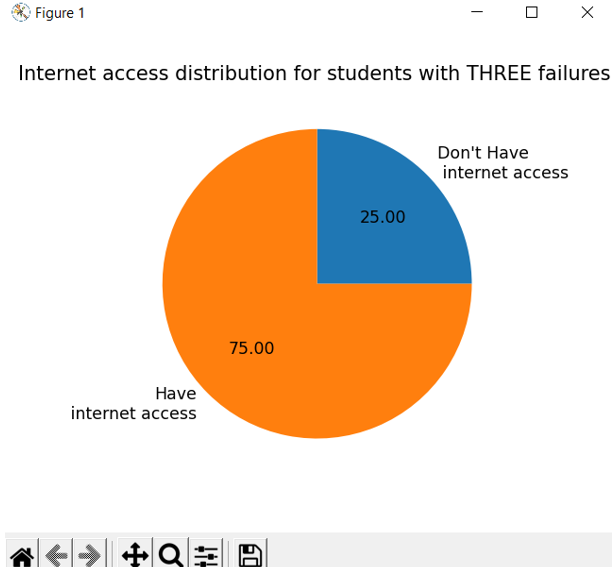 Figure 1
Internet access distribution for students with THREE failures
Don't Have
internet access
25.00
75.00
Have
internet access